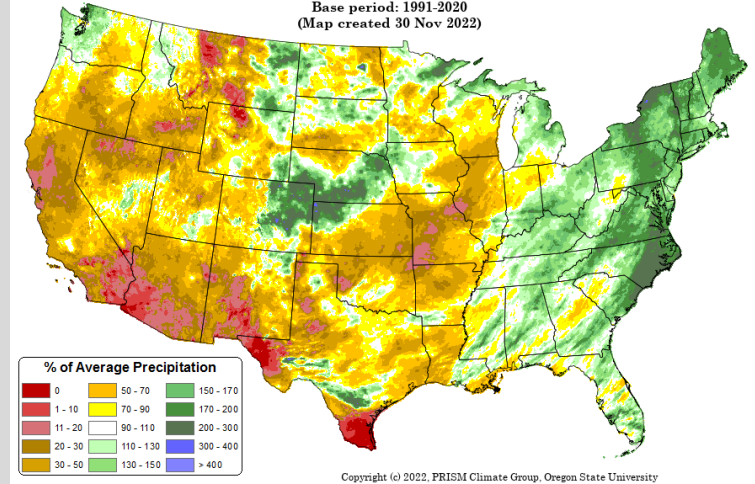 Base period: 1991-2020
(Map created 30 Nov 2022)
% of Average Precipitation
0 50 - 70 150 - 170
1 - 10 70 - 90 170 - 200
11 - 20 90 - 110 200 - 300
20 - 30 110 - 130 300 - 400
30 - 50 130 - 150 > 400
Copyright (c) 2022, PRISM Climate Group, Oregon State University